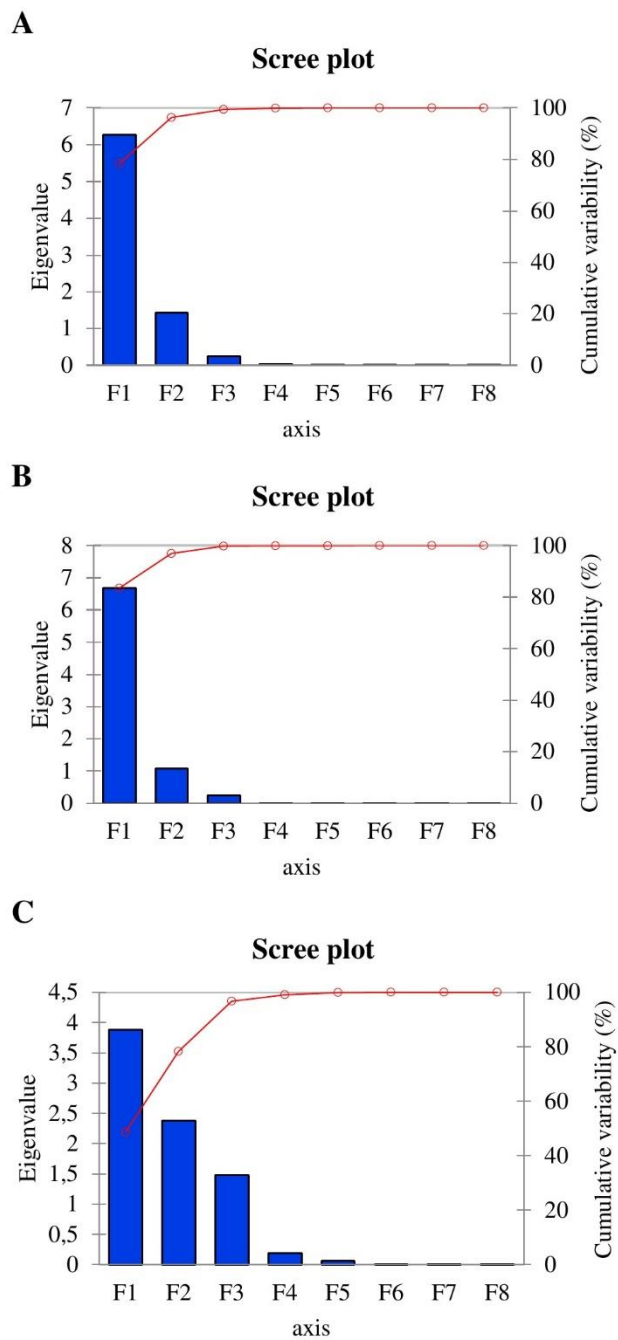 A
Scree plot
7
6
5
4
3
2
1
0
Eigenvalue
100
80
60
40
20
0
Cumulative variability (%)
F1 F2 F3 F4 F5 F6 F7 F8
axis
B
Scree plot
8
7
6
5
4
3
2
1
0
Eigenvalue
100
80
60
40
20
0
Cumulative variability (%)
F1 F2 F3 F4 F5 F6 F7 F8
axis
C
Scree plot
4,5
4
3,5
3
2,5
2
1,5
1
0,5
0
Eigenvalue
100
80
60
40
20
0
Cumulative variability (%)
F1 F2 F3 F4 F5 F6 F7 F8
axis